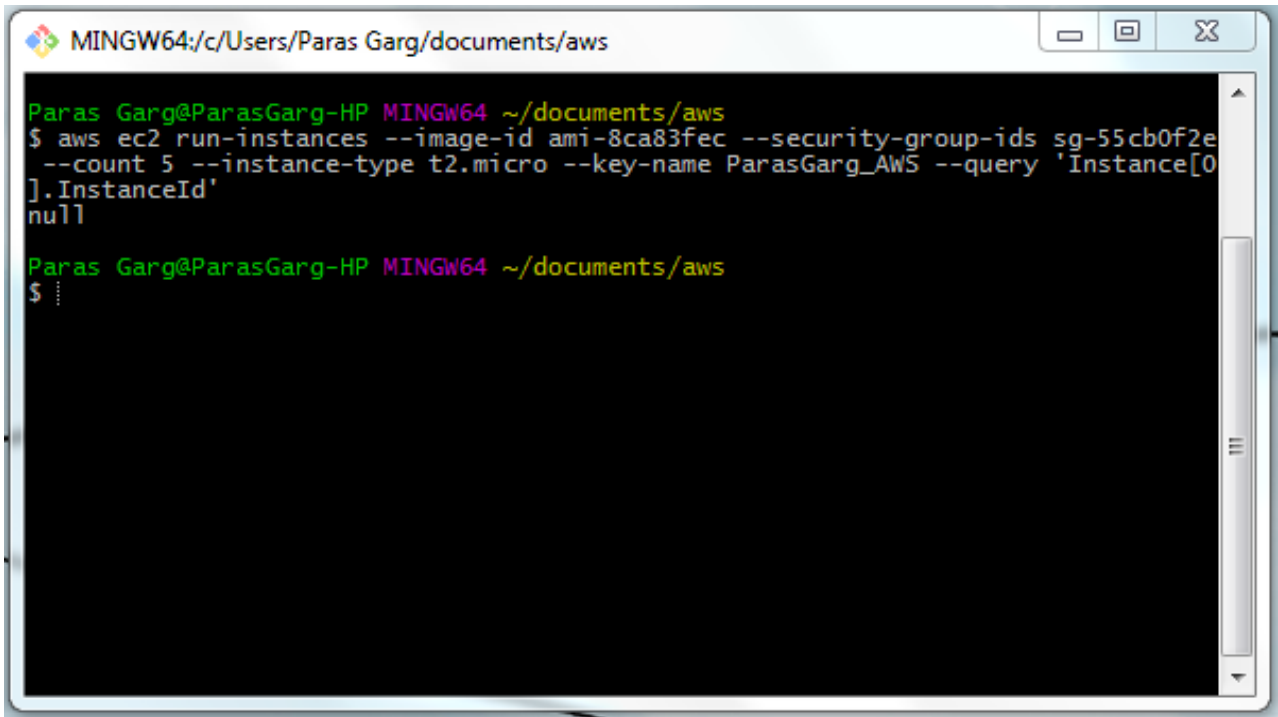 MINGW64:/c/Users/Paras Garg/documents/aws
Paras Garg@ParasGarg-HP MINGW64 ~/documents/aws
$ aws ec2 run-instances --image-id ami-8ca83fec --security-group-ids sg-55cb0f2e
--count 5 --instance-type t2.micro --key-name ParasGarg_AWS --query 'Instance[0
].InstanceId'
null
Paras Garg@ParasGarg-HP MINGW64 ~/documents/aws
$